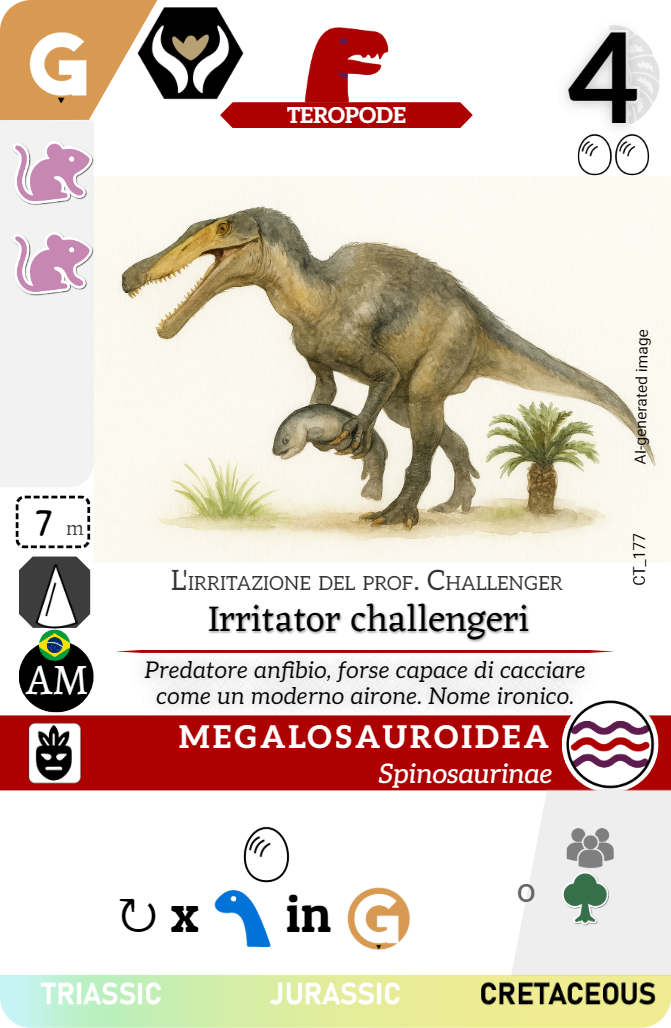 G
TEROPODE
4
AI-generated image
7 m
CT_177
L'irritazione del prof. Challenger
Irritator challengeri
AM
Predatore anfibio, forse capace di cacciare
come un moderno airone. Nome ironico.
MEGALOSAUROIDEA
Spinosaurinae
↻ x in G
o
TRIASSIC JURASSIC CRETACEOUS